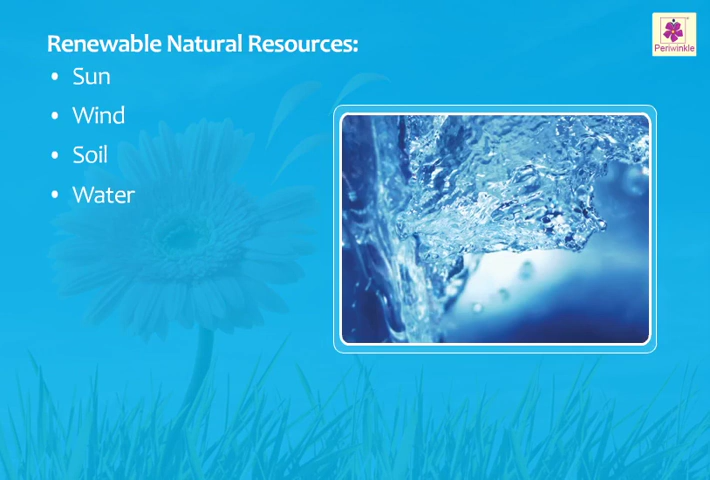 Renewable Natural Resources:
• Sun
• Wind
• Soil
• Water
Periwinkle